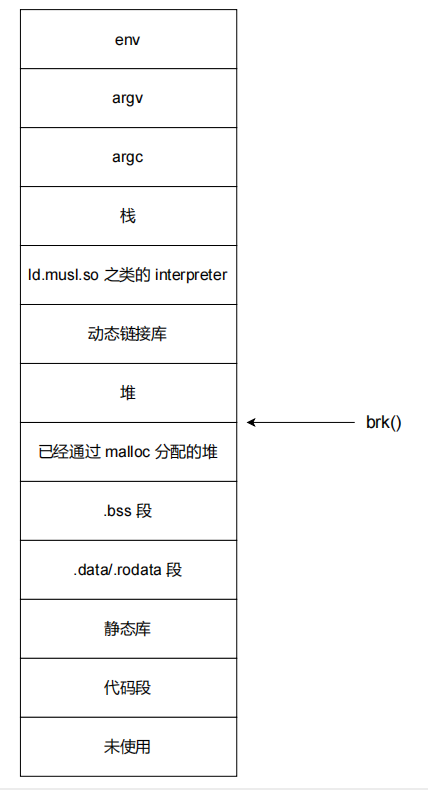 env
argv
argc
栈
ld.musl.so 之类的 interpreter
动态链接库
堆
brk()
已经通过 malloc 分配的堆
.bss 段
.data/.rodata 段
静态库
代码段
未使用